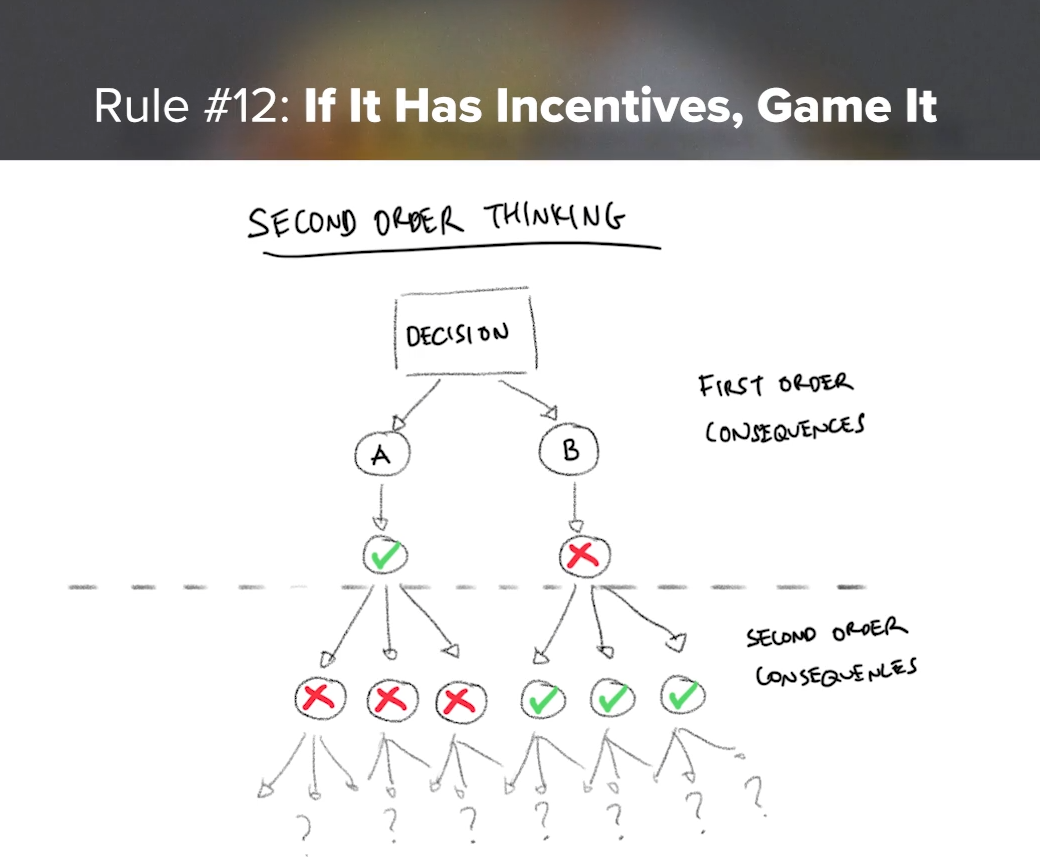 Rule #12: If It Has Incentives, Game It
SECOND ORDER THINKING
DECISION
FIRST ORDER
CONSEQUENCES
A
B
SECOND ORDER
CONSEQUENCES
? ? ? ? ? ? ?